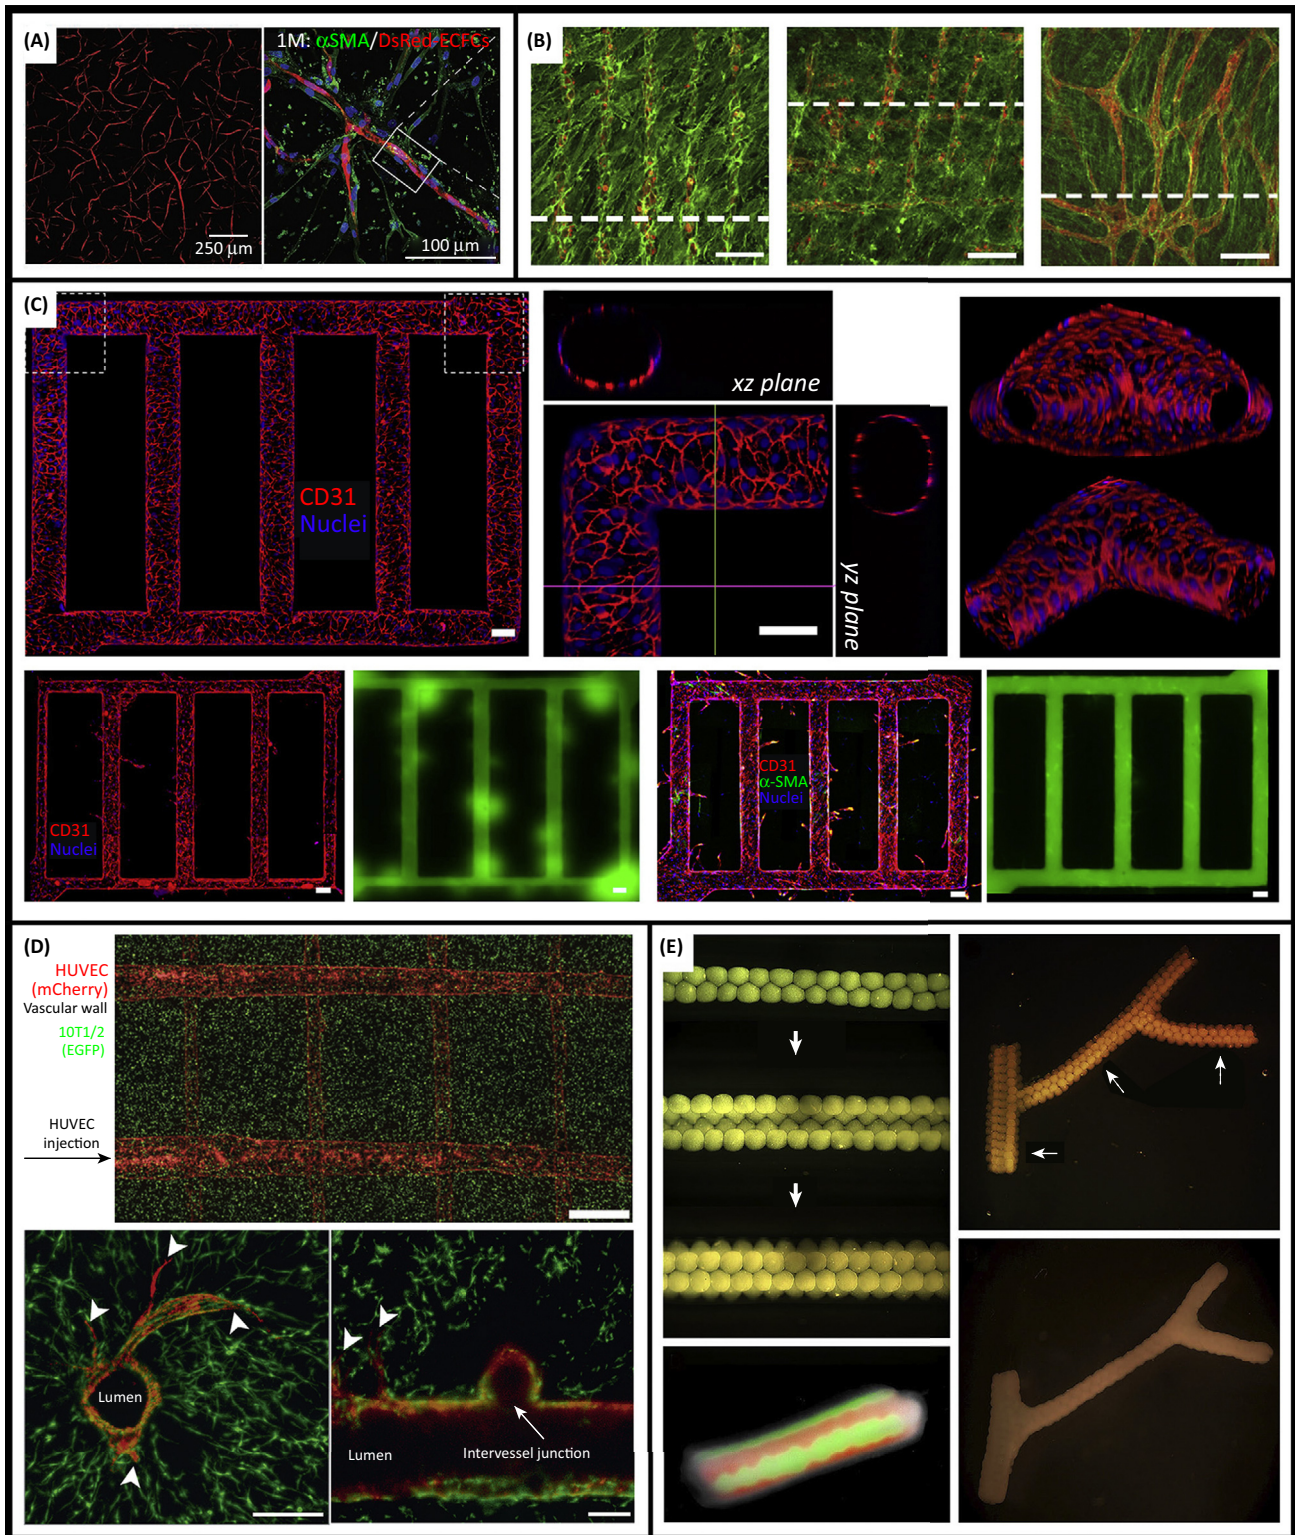 (A)
1M: αSMA/DsRed-ECFCs
250 µm
100 µm
(B)
(C)
CD31
Nuclei
xz plane
yz plane
CD31
Nuclei
CD31
α-SMA
Nuclei
(D)
HUVEC
(mCherry)
Vascular wall
10T1/2
(EGFP)
HUVEC
injection
Lumen
Lumen
Intervessel junction
(E)